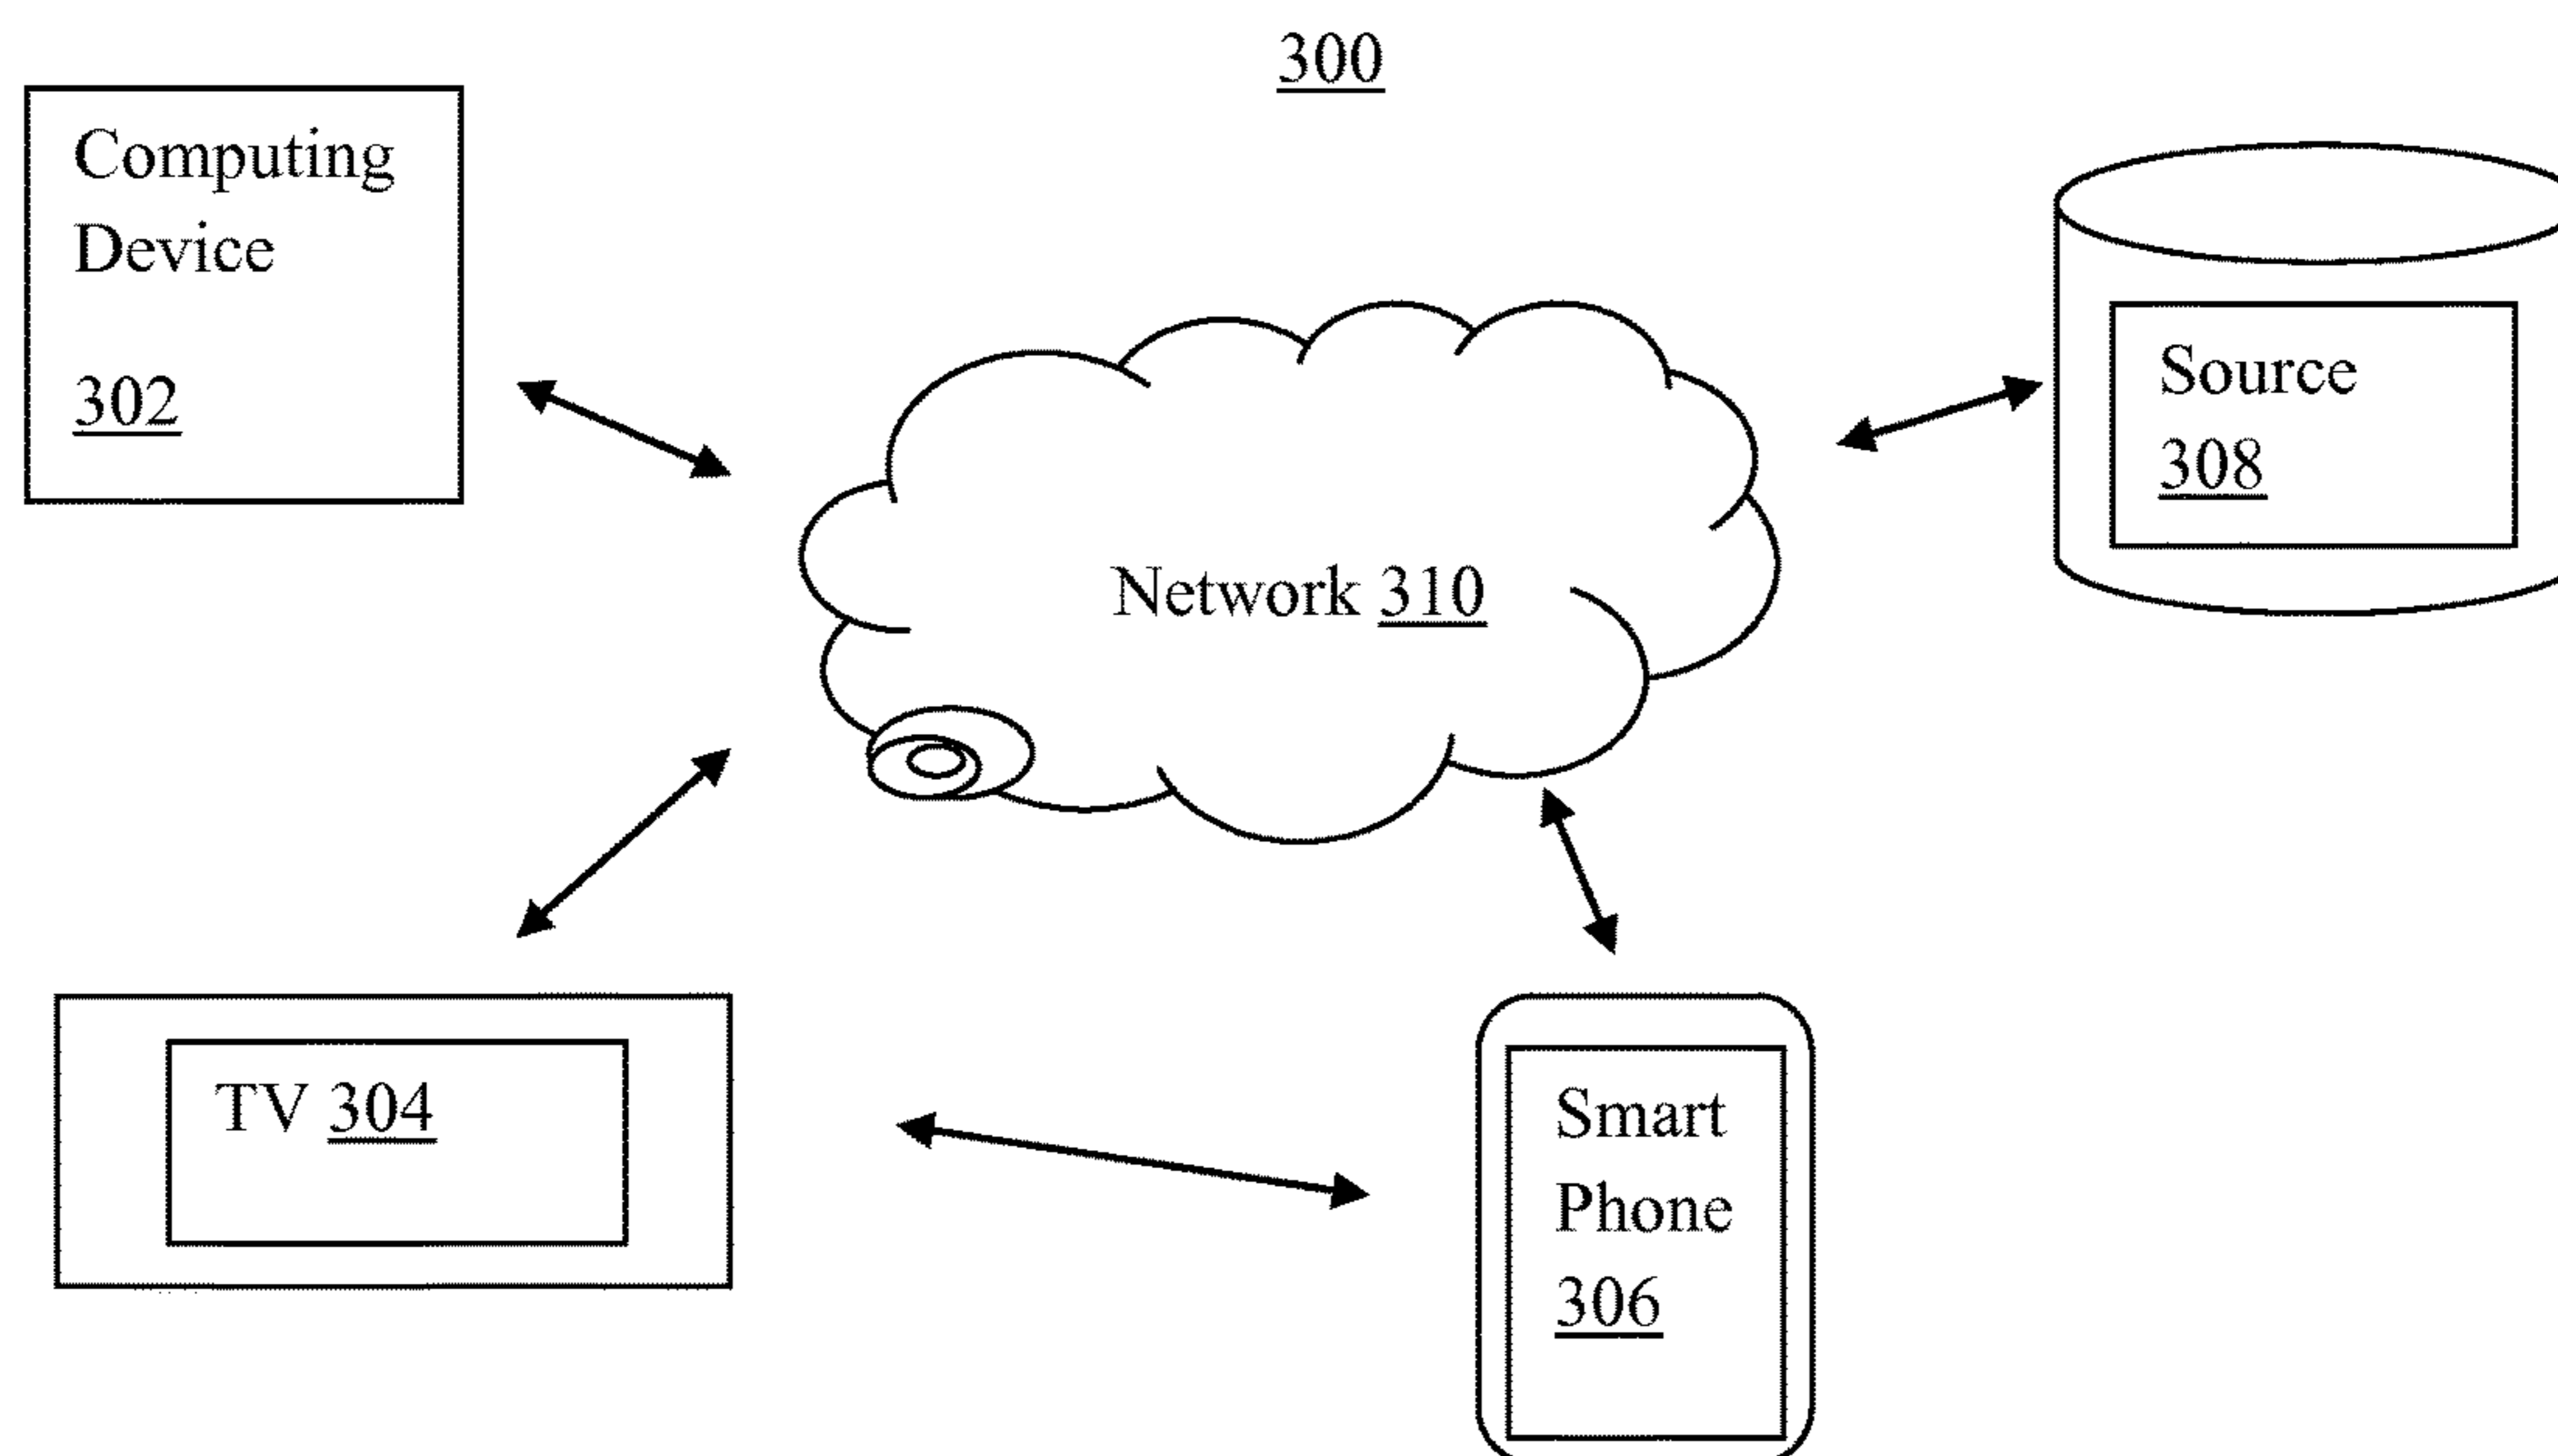 300
Computing
Device
302
Source
308
Network 310
TV 304
Smart
Phone
306